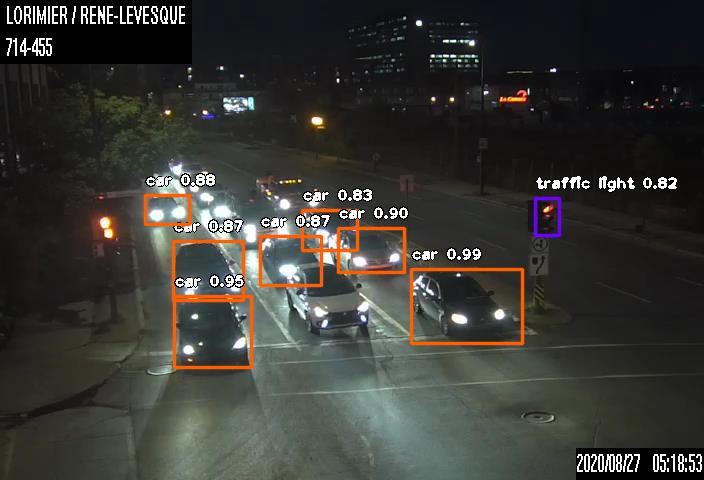 LORIMIER / RENE-LEVESQUE
714-455
car 0.88
car 0.83
traffic light 0.82
car 0.87
car 0.87
car 0.90
car 0.99
car 0.95
2020/08/27 05:18:53